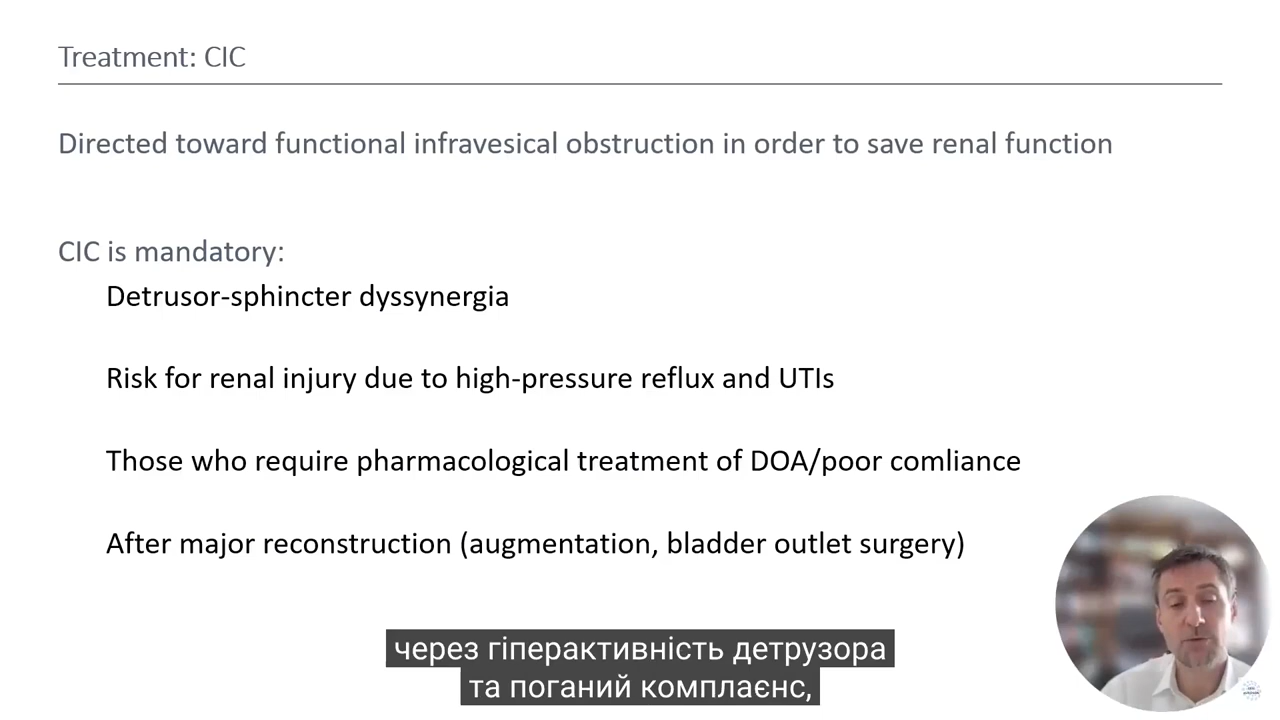 Treatment: CIC
Directed toward functional infravesical obstruction in order to save renal function
CIC is mandatory:
Detrusor-sphincter dyssynergia
Risk for renal injury due to high-pressure reflux and UTIs
Those who require pharmacological treatment of DOA/poor comliance
After major reconstruction (augmentation, bladder outlet surgery)
через гіперактивність детрузора
та поганий комплаєнс,